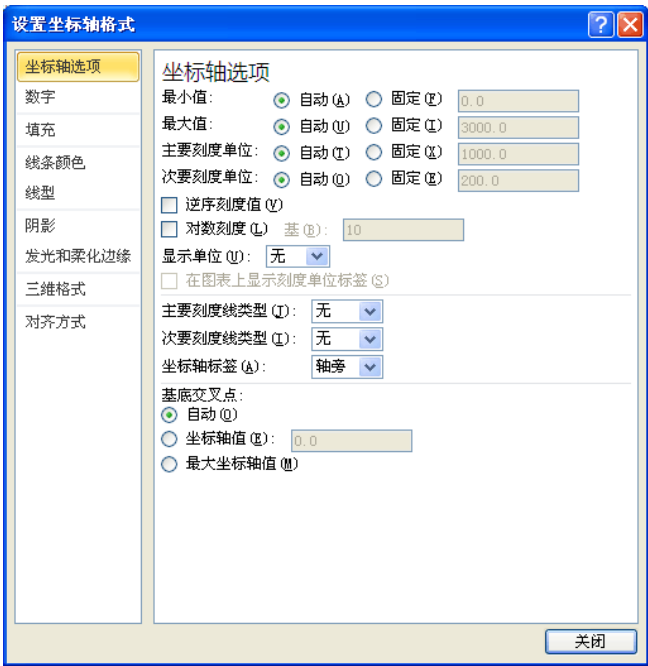 设置坐标轴格式
坐标轴选项
数字
填充
线条颜色
线型
阴影
发光和柔化边缘
三维格式
对齐方式
坐标轴选项
最小值: 自动(A) 固定(F) 0.0
最大值: 自动(U) 固定(I) 3000.0
主要刻度单位: 自动(T) 固定(X) 1000.0
次要刻度单位: 自动(O) 固定(E) 200.0
逆序刻度值(V)
对数刻度(L) 基(B): 10
显示单位(U): 无
在图表上显示刻度单位标签(S)
主要刻度线类型(J): 无
次要刻度线类型(I): 无
坐标轴标签(A): 轴旁
基底交叉点:
自动(O)
坐标轴值(E): 0.0
最大坐标轴值(M)
关闭